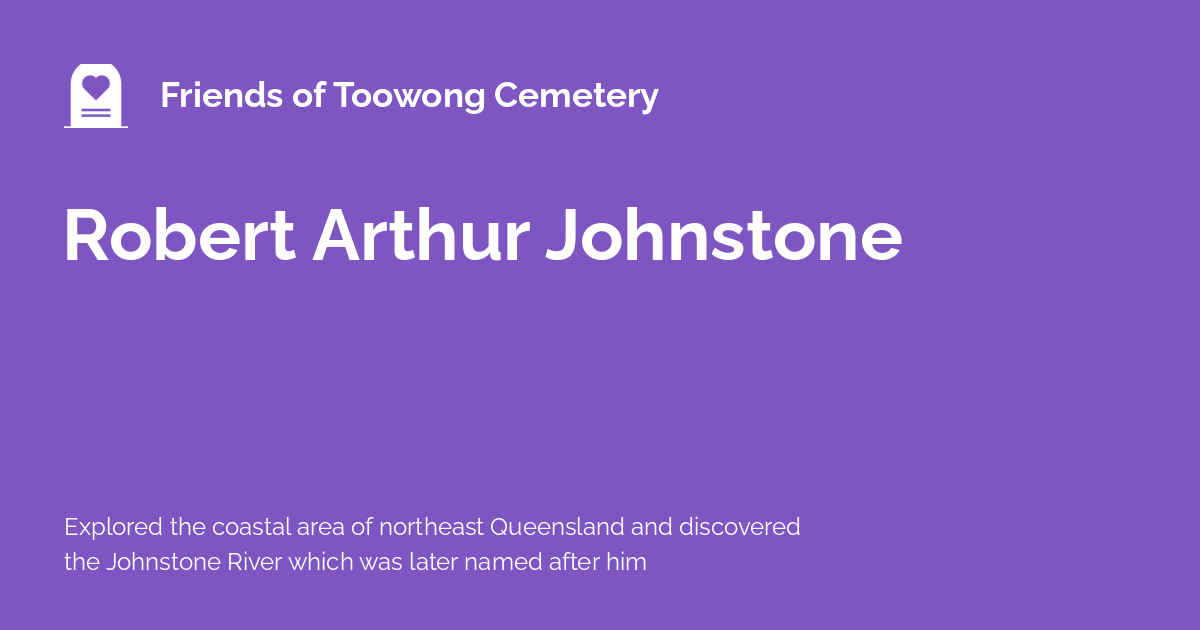 Friends of Toowong Cemetery
Robert Arthur Johnstone
Explored the coastal area of northeast Queensland and discovered
the Johnstone River which was later named after him